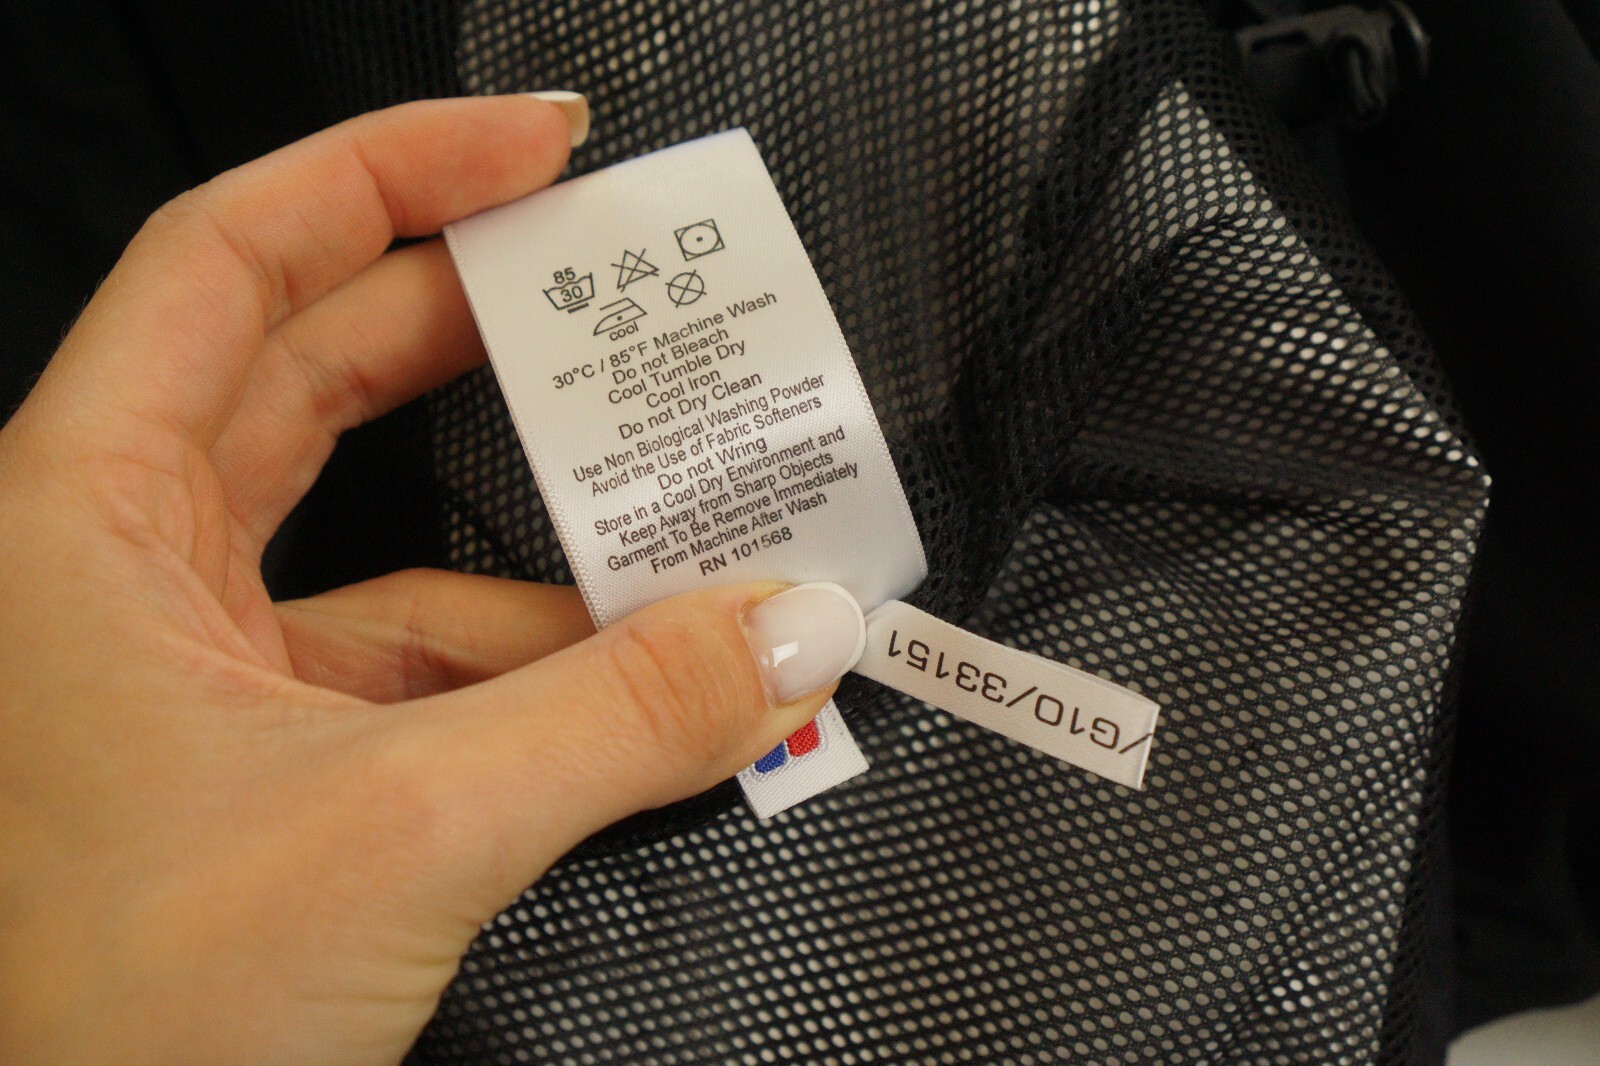 85
30
cool
30°C / 85°F Machine Wash
Do not Bleach
Cool Tumble Dry
Cool Iron
Do not Dry Clean
Use Non Biological Washing Powder
Avoid the Use of Fabric Softeners
Do not Wring
Store in a Cool Dry Environment and
Keep Away from Sharp Objects
Garment To Be Remove Immediately
From Machine After Wash
RN 101568
/G10/33151